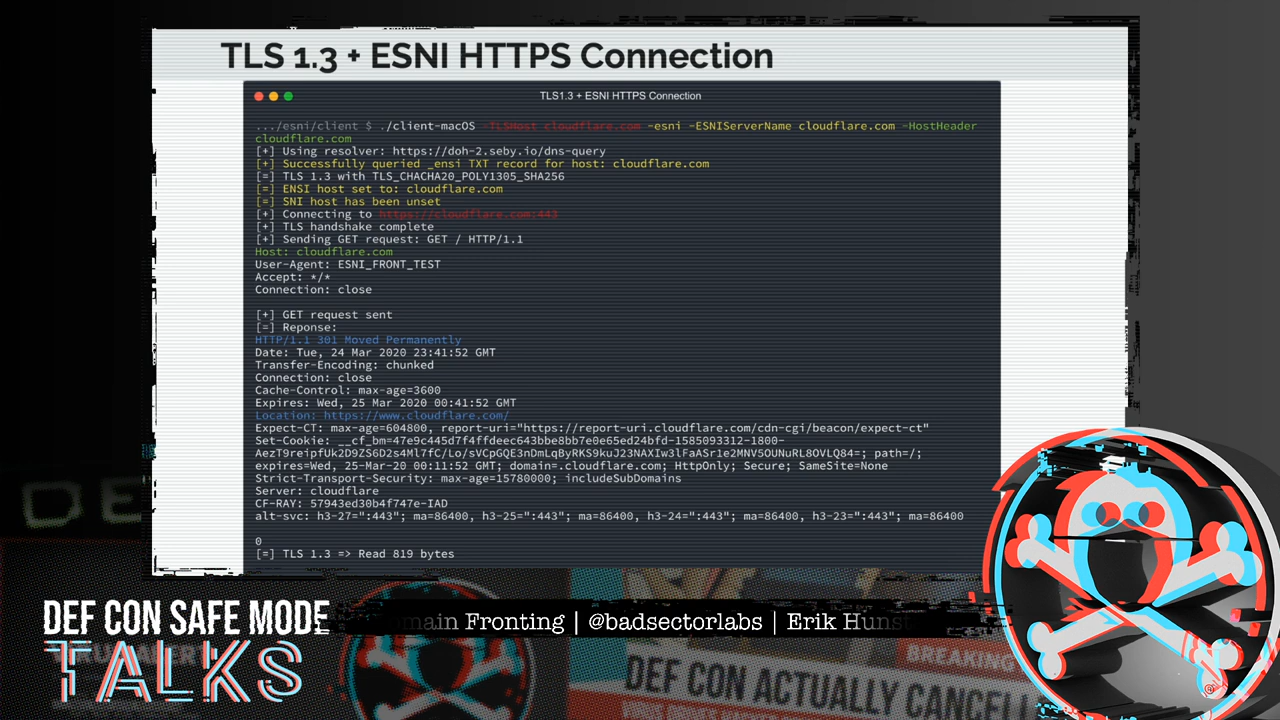 TLS 1.3 + ESNI HTTPS Connection
TLS1.3 + ESNI HTTPS Connection
.../esni/client $ ./client-macOS -TLSHost cloudflare.com -esni -ESNIServerName cloudflare.com -HostHeader
cloudflare.com
[+] Using resolver: https://doh-2.seby.io/dns-query
[+] Successfully queried _ensi TXT record for host: cloudflare.com
[=] TLS 1.3 with TLS_CHACHA20_POLY1305_SHA256
[=] ENSI host set to: cloudflare.com
[=] SNI host has been unset
[+] Connecting to https://cloudflare.com:443
[+] TLS handshake complete
[+] Sending GET request: GET / HTTP/1.1
Host: cloudflare.com
User-Agent: ESNI_FRONT_TEST
Accept: */*
Connection: close
[+] GET request sent
[=] Reponse:
HTTP/1.1 301 Moved Permanently
Date: Tue, 24 Mar 2020 23:41:52 GMT
Transfer-Encoding: chunked
Connection: close
Cache-Control: max-age=3600
Expires: Wed, 25 Mar 2020 00:41:52 GMT
Location: https://www.cloudflare.com/
Expect-CT: max-age=604800, report-uri="https://report-uri.cloudflare.com/cdn-cgi/beacon/expect-ct"
Set-Cookie:
expires=Wed, 25-Mar-20 00:11:52 GMT; domain=.cloudflare.com; HttpOnly; Secure; SameSite=None
Strict-Transport-Security: max-age=15780000; includeSubDomains
Server: cloudflare
CF-RAY: 57943ed30b4f747e-IAD
alt-svc: h3-27=":443"; ma=86400, h3-25=":443"; ma=86400, h3-24=":443"; ma=86400, h3-23=":443"; ma=86400
0
[=] TLS 1.3 => Read 819 bytes
DEF CON SAFE MODE
TALKS
Fronting | @badsectorlabs | Erik
BREAKING
DEF CON ACTUALLY